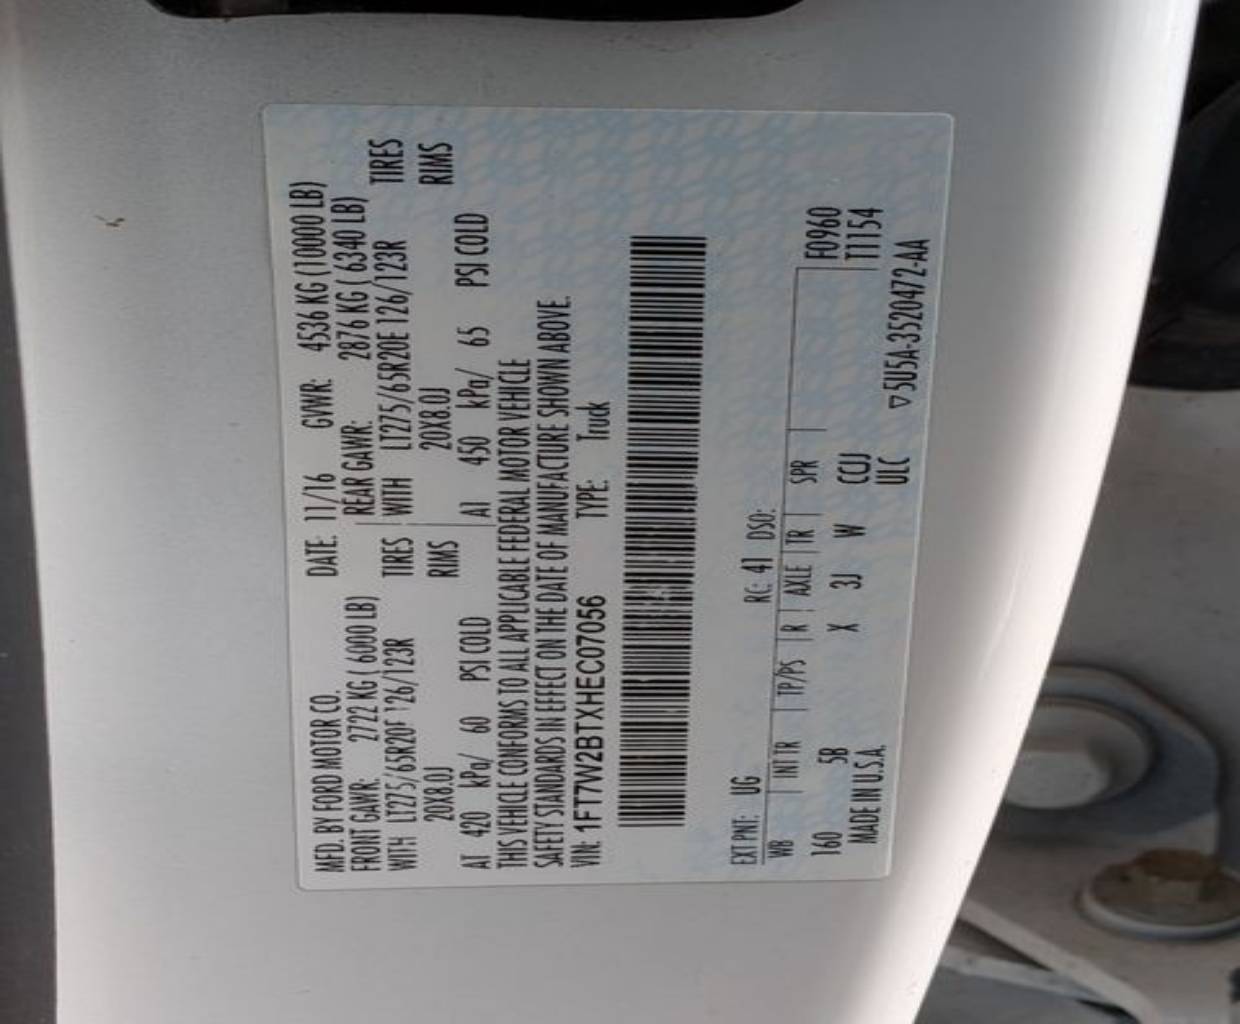 MFD. BY FORD MOTOR CO. DATE: 11/16 GVWR: 4536 KG (10000 LB)
FRONT GAWR: 2722 KG ( 6000 LB) REAR GAWR: 2876 KG ( 6340 LB)
WITH LT275/65R20E 126/123R TIRES WITH LT275/65R20E 126/123R TIRES
20X8.0J RIMS 20X8.0J RIMS
AT 420 kPa/ 60 PSI COLD AT 450 kPa/ 65 PSI COLD
THIS VEHICLE CONFORMS TO ALL APPLICABLE FEDERAL MOTOR VEHICLE
SAFETY STANDARDS IN EFFECT ON THE DATE OF MANUFACTURE SHOWN ABOVE.
VIN: 1FT7W2BTXHEC07056 TYPE: Truck
EXT PNT: UG RC: 41 DSO:
WB INT TR TP/PS R AXLE TR SPR F0960
160 5B X 3J W CCJJ T1154
MADE IN U.S.A. ULC ▽5U5A-3520472-AA